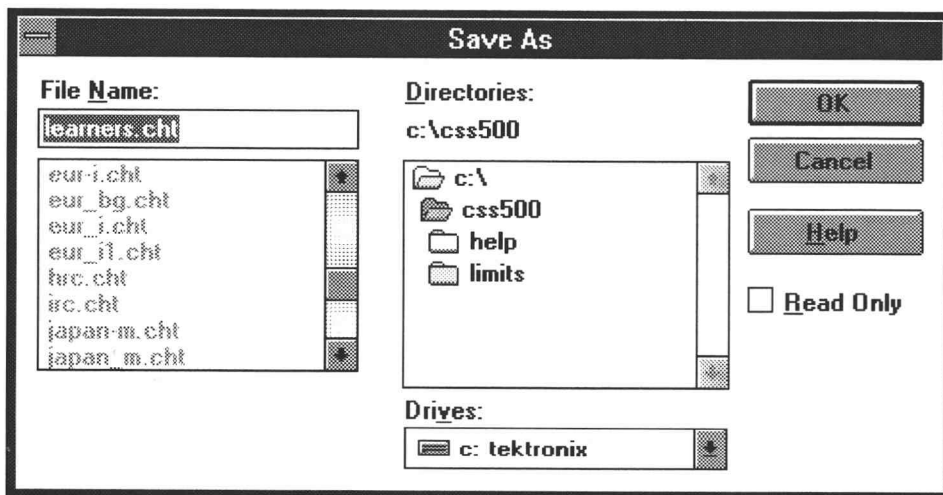 Save As
File Name:
learners.cht
eur-i.cht
eur_bg.cht
eur_i.cht
eur_i1.cht
hrc.cht
irc.cht
japan-m.cht
japan_m.cht
Directories:
c:\css500
c:\
css500
help
limits
Drives:
c: tektronix
OK
Cancel
Help
Read Only